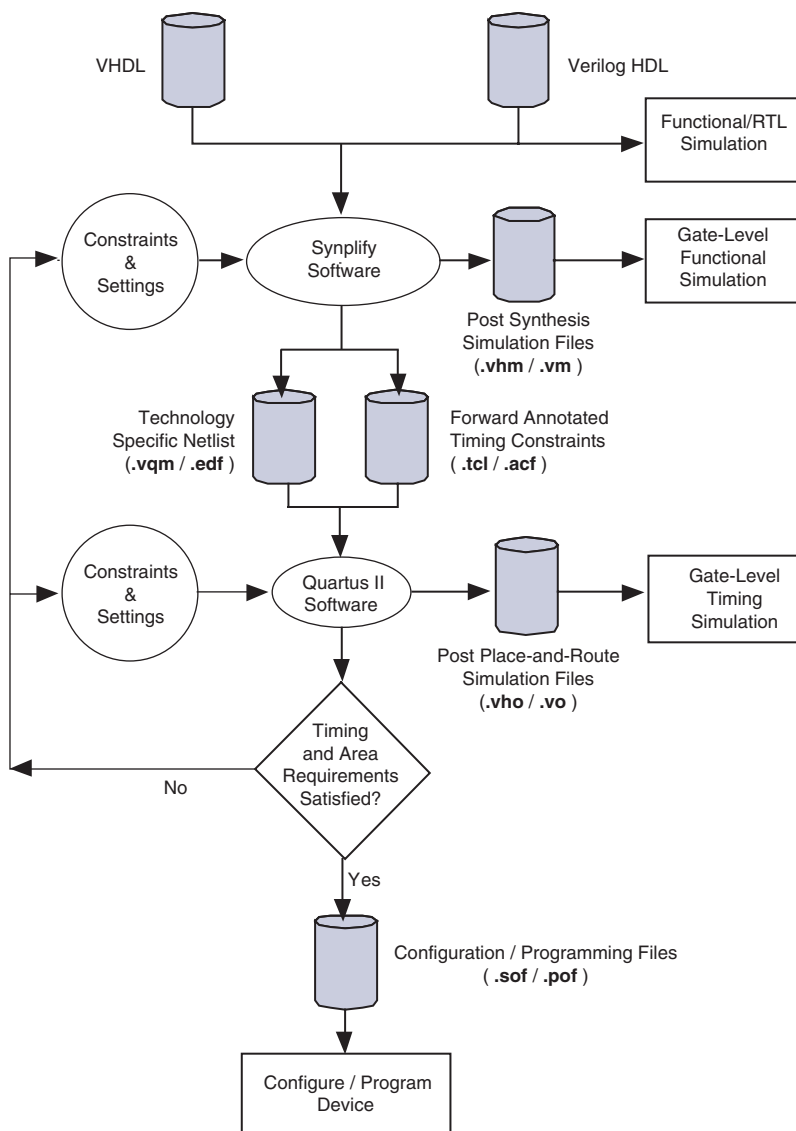 VHDL
Verilog HDL
Functional/RTL
Simulation
Constraints
&
Settings
Synplify
Software
Gate-Level
Functional
Simulation
Post Synthesis
Simulation Files
(.vhm / .vm )
Technology
Specific Netlist
(.vqm / .edf )
Forward Annotated
Timing Constraints
( .tcl / .acf )
Constraints
&
Settings
Quartus II
Software
Gate-Level
Timing
Simulation
Post Place-and-Route
Simulation Files
(.vho / .vo )
Timing
and Area
Requirements
Satisfied?
No
Yes
Configuration / Programming Files
( .sof / .pof )
Configure / Program
Device